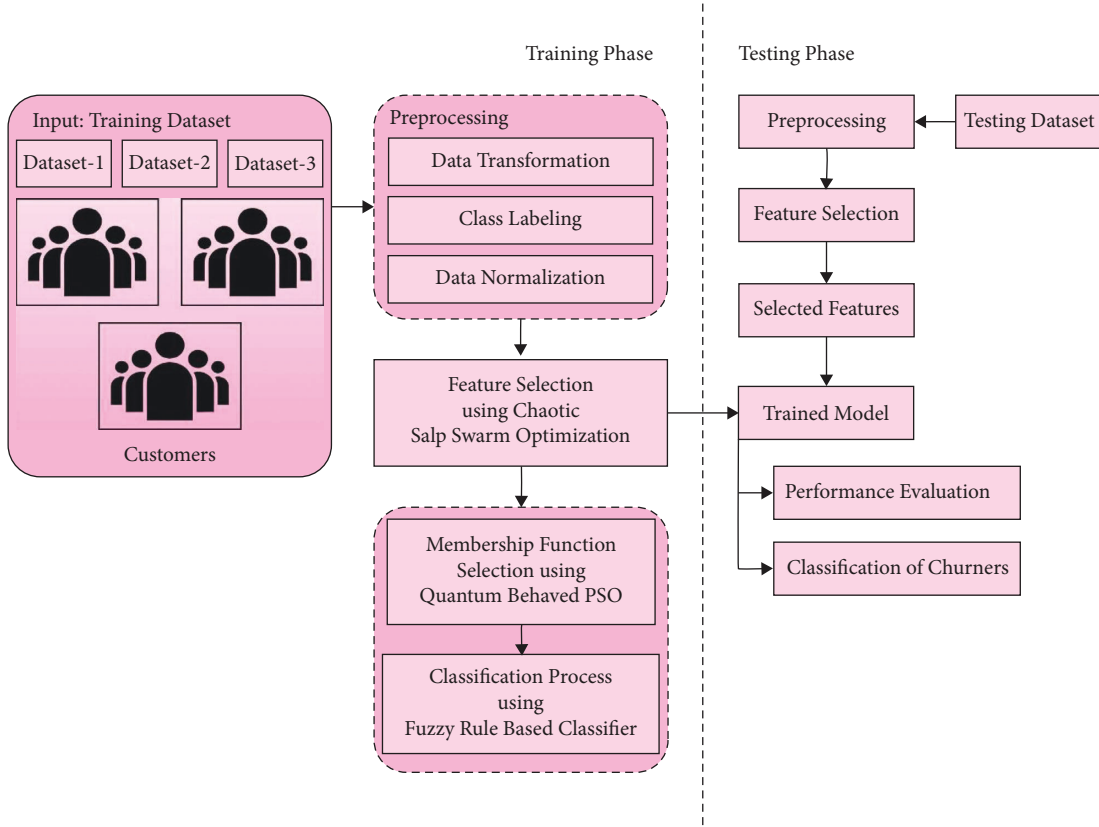 Training Phase
Testing Phase
Input: Training Dataset
Dataset-1
Dataset-2
Dataset-3
Customers
Preprocessing
Data Transformation
Class Labeling
Data Normalization
Feature Selection
using Chaotic
Salp Swarm Optimization
Membership Function
Selection using
Quantum Behaved PSO
Classification Process
using
Fuzzy Rule Based Classifier
Preprocessing
Testing Dataset
Feature Selection
Selected Features
Trained Model
Performance Evaluation
Classification of Churners